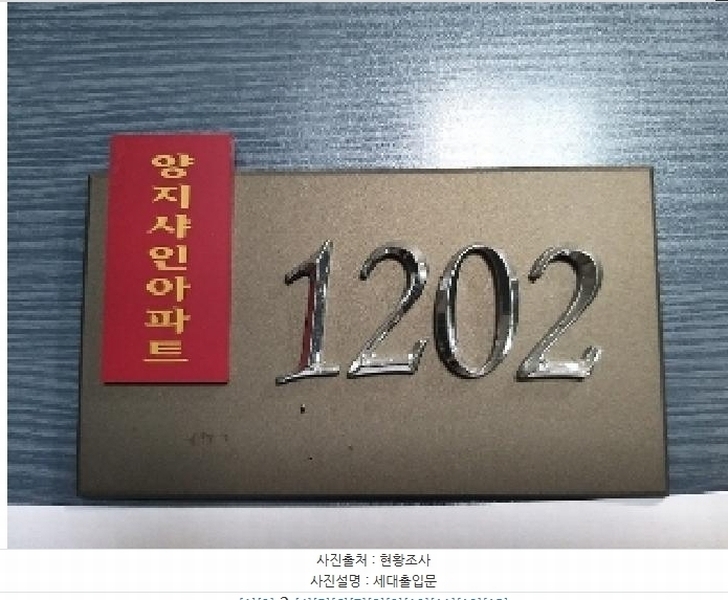 양지샤인아파트
1202
사진출처 : 현황조사
사진설명 : 세대출입문